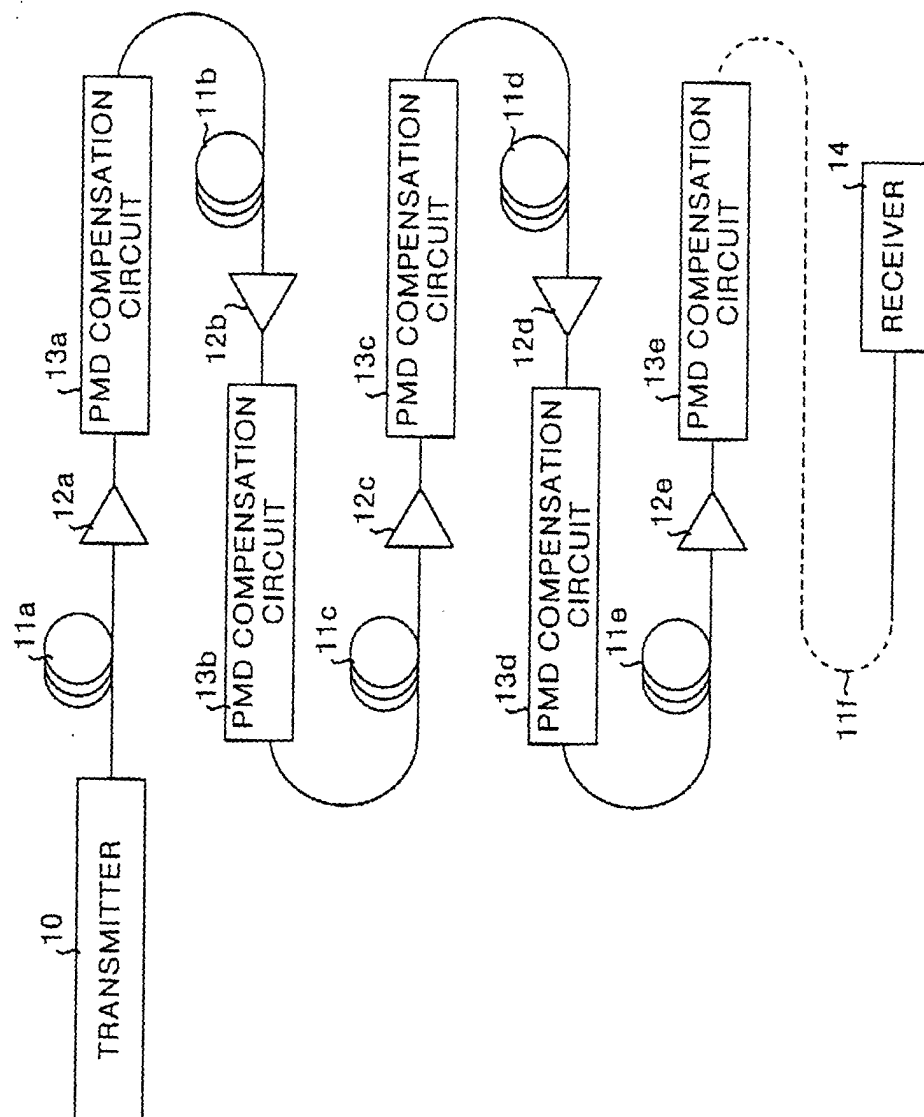 10
TRANSMITTER
11a
12a
13a
PMD COMPENSATION
CIRCUIT
11b
12b
13b
PMD COMPENSATION
CIRCUIT
11c
12c
13c
PMD COMPENSATION
CIRCUIT
11d
12d
13d
PMD COMPENSATION
CIRCUIT
11e
12e
13e
PMD COMPENSATION
CIRCUIT
11f
14
RECEIVER